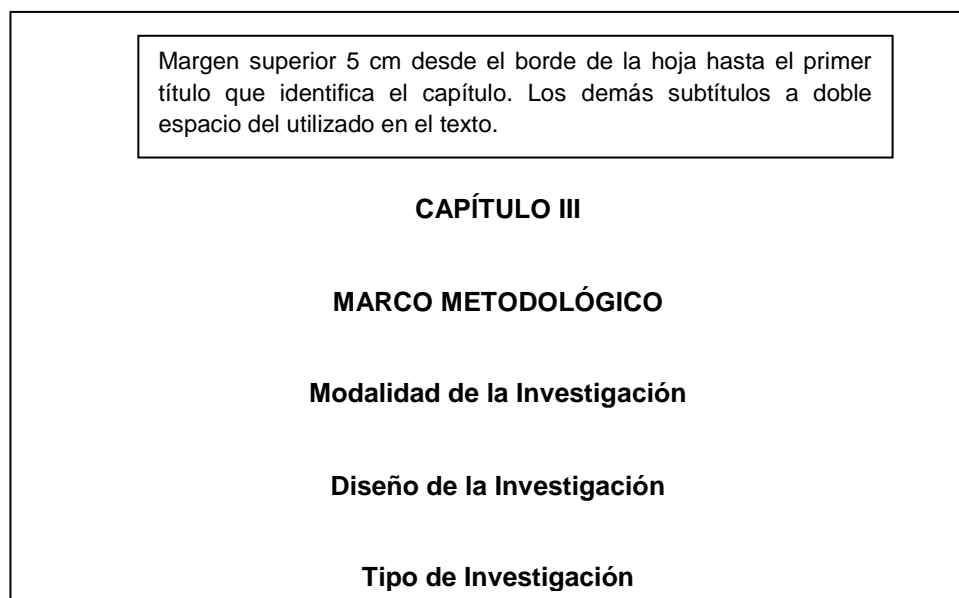 Margen superior 5 cm desde el borde de la hoja hasta el primer
título que identifica el capítulo. Los demás subtítulos a doble
espacio del utilizado en el texto.
CAPÍTULO III
MARCO METODOLÓGICO
Modalidad de la Investigación
Diseño de la Investigación
Tipo de Investigación